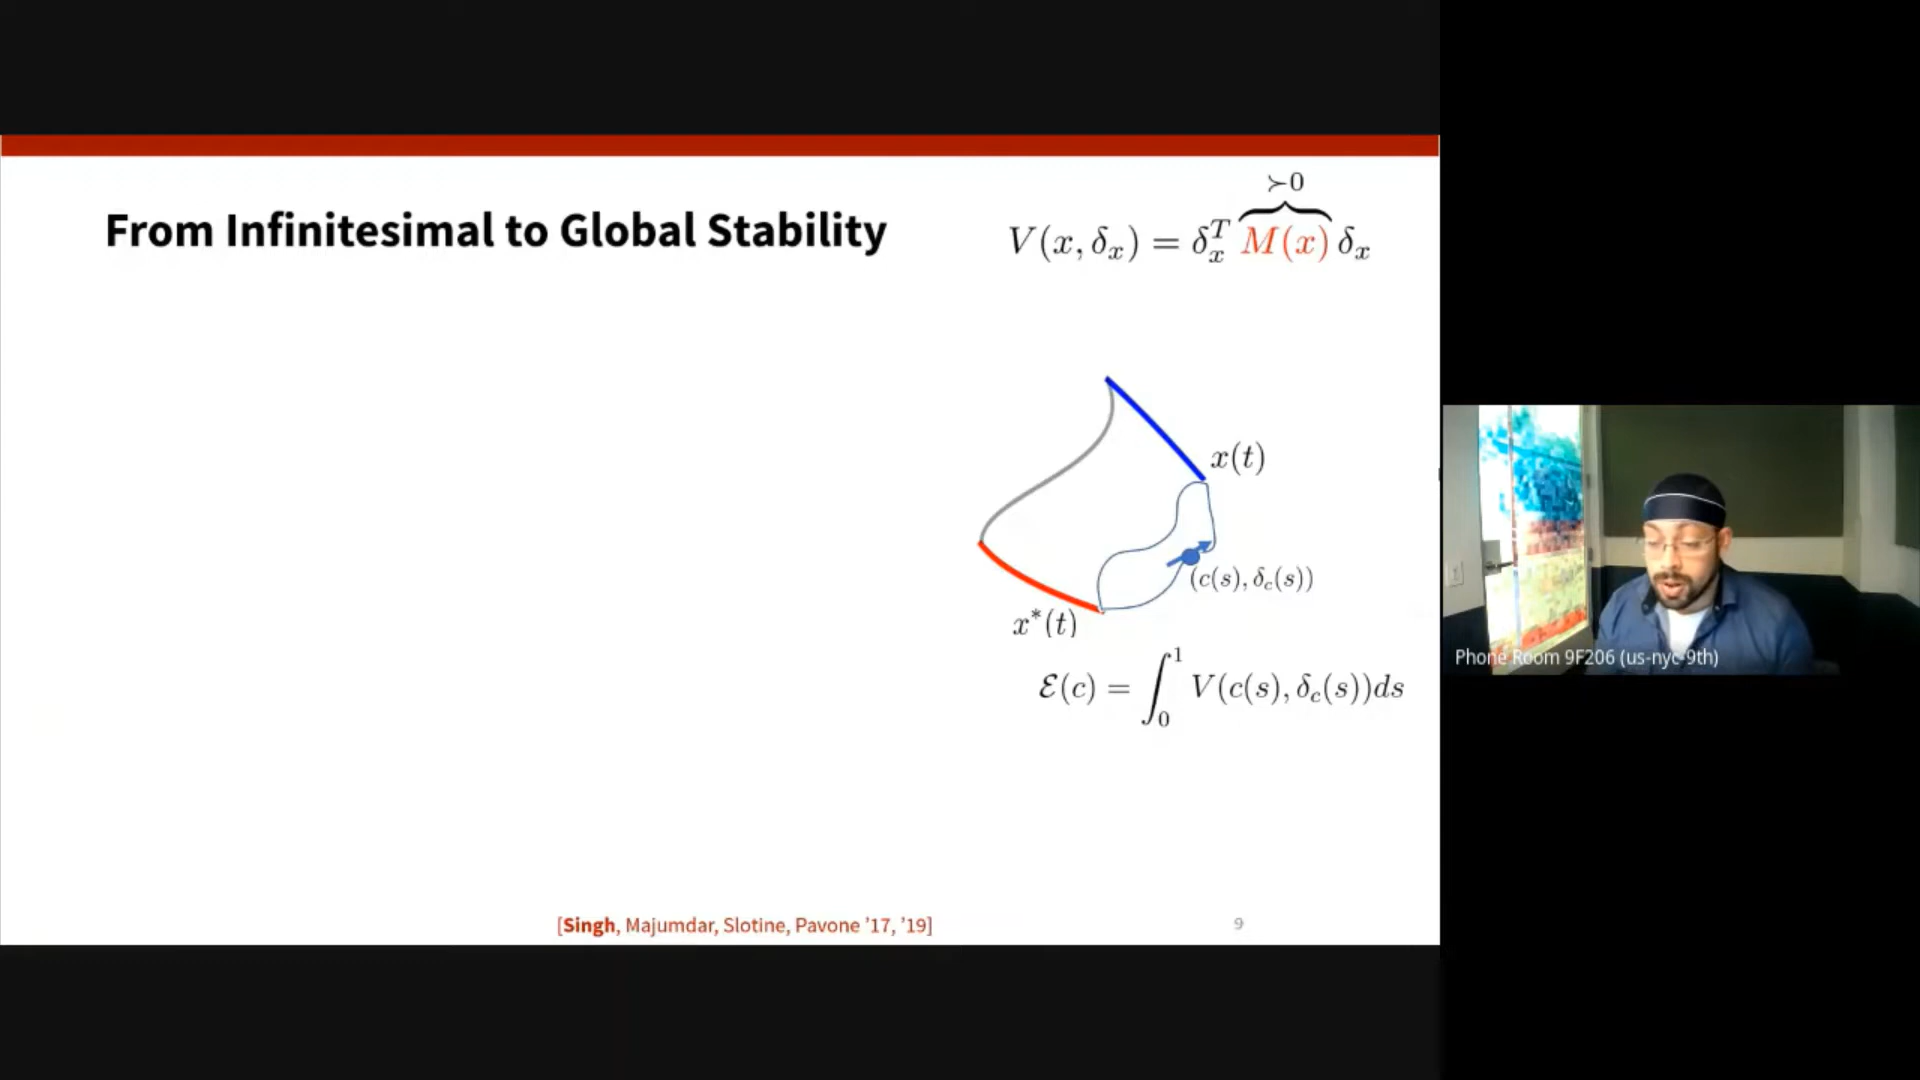 From Infinitesimal to Global Stability
≻0
V(x, δ_x) = δ_x^T M(x) δ_x
x(t)
(c(s), δ_c(s))
x*(t)
ℰ(c) = ∫_0^1 V(c(s), δ_c(s))ds
[Singh, Majumdar, Slotine, Pavone ’17, ’19]
9
Phone Room 9F206 (us-nyc-9th)